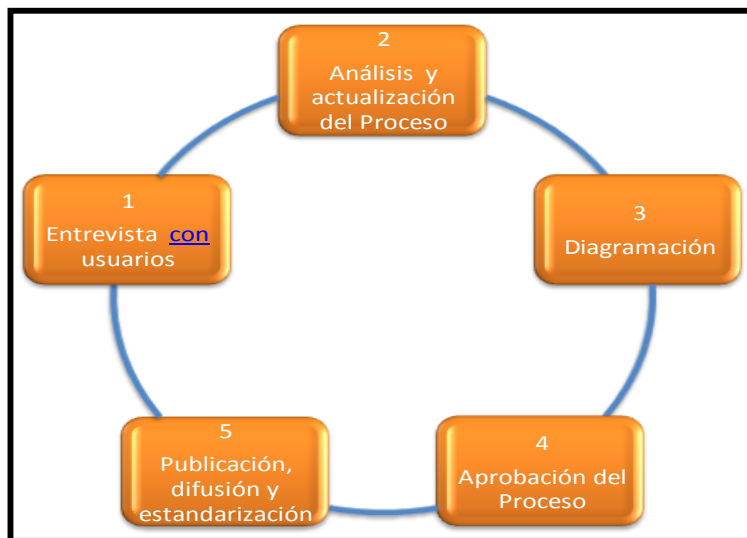 1
Entrevista con
usuarios
2
Análisis y
actualización
del Proceso
3
Diagramación
4
Aprobación del
Proceso
5
Publicación,
difusión y
estandarización